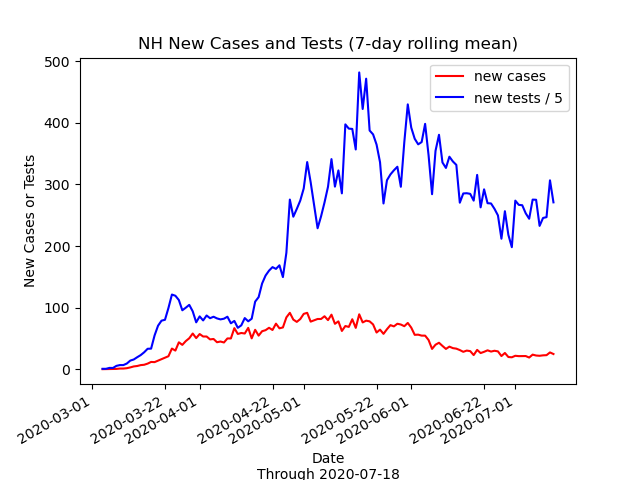 NH New Cases and Tests (7-day rolling mean)
new cases
new tests / 5
New Cases or Tests
500
400
300
200
100
0
2020-03-01
2020-03-22
2020-04-01
2020-04-22
2020-05-01
2020-05-22
2020-06-01
2020-06-22
2020-07-01
Date
Through 2020-07-18